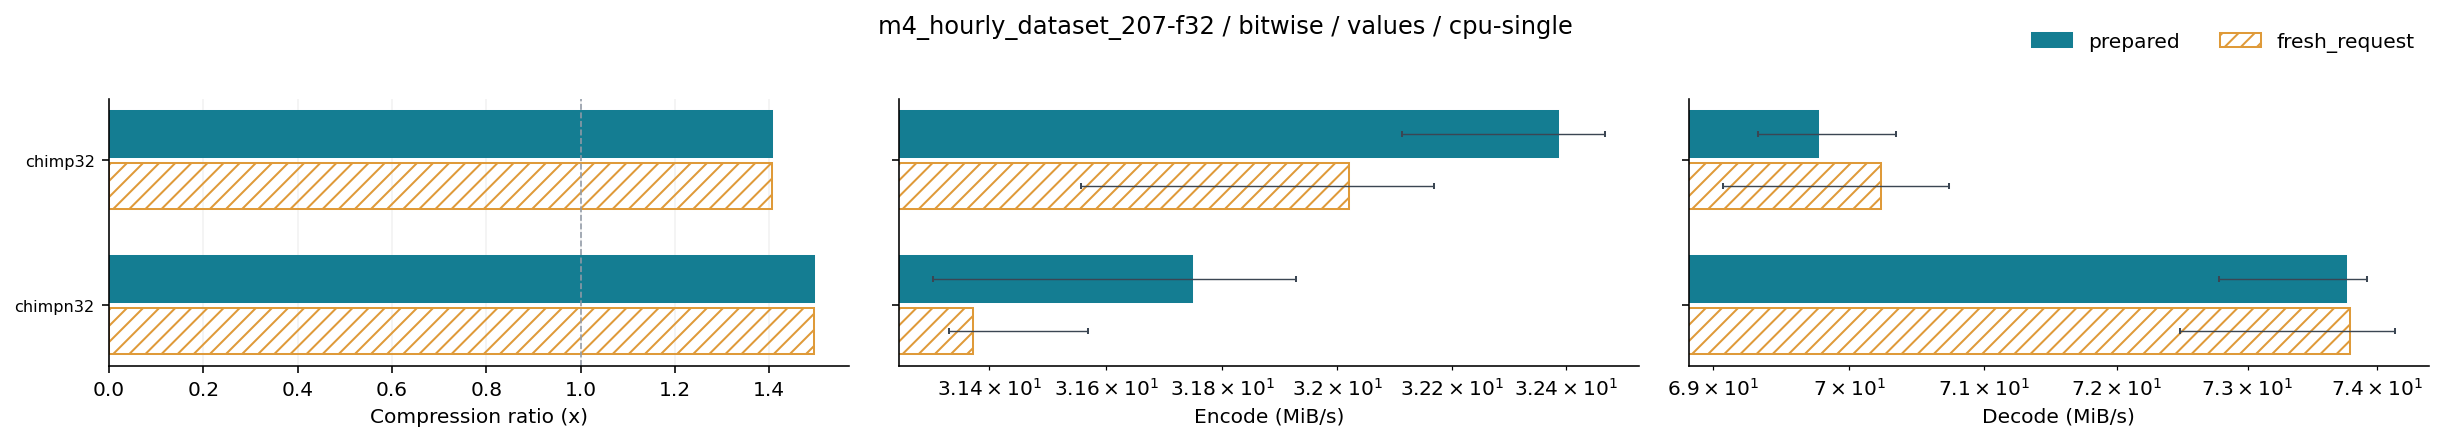 m4_hourly_dataset_207-f32 / bitwise / values / cpu-single
prepared
fresh_request
chimp32
chimpn32
0.0 0.2 0.4 0.6 0.8 1.0 1.2 1.4
Compression ratio (x)
3.14 × 10¹ 3.16 × 10¹ 3.18 × 10¹ 3.2 × 10¹ 3.22 × 10¹ 3.24 × 10¹
Encode (MiB/s)
6.9 × 10¹ 7 × 10¹ 7.1 × 10¹ 7.2 × 10¹ 7.3 × 10¹ 7.4 × 10¹
Decode (MiB/s)